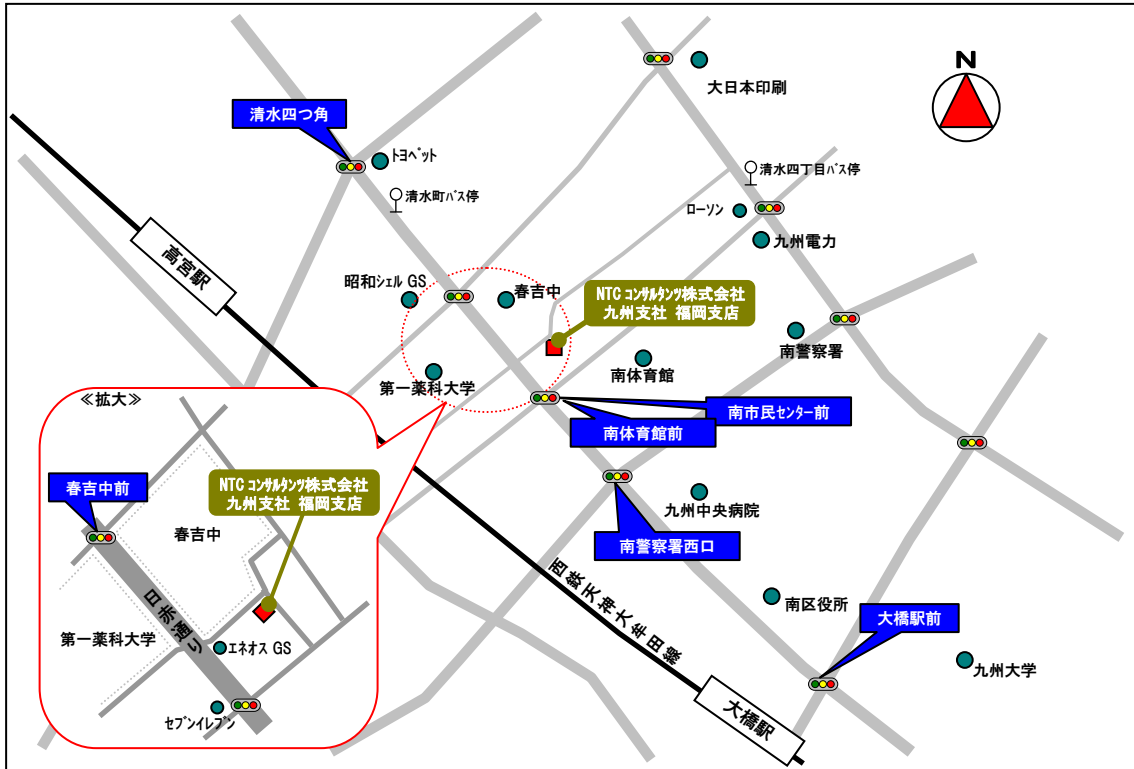 N
大日本印刷
清水四つ角
トヨペット
清水町バス停
清水四丁目バス停
ローソン
九州電力
高宮駅
昭和シェル GS
春吉中
NTC コンサルタンツ株式会社
九州支社 福岡支店
南警察署
南体育館
第一薬科大学
南市民センター前
南体育館前
≪拡大≫
春吉中前
NTC コンサルタンツ株式会社
九州支社 福岡支店
春吉中
九州中央病院
南警察署西口
西鉄天神大牟田線
日赤通り
第一薬科大学
エネオス GS
セブンイレブン
南区役所
大橋駅前
九州大学
大橋駅